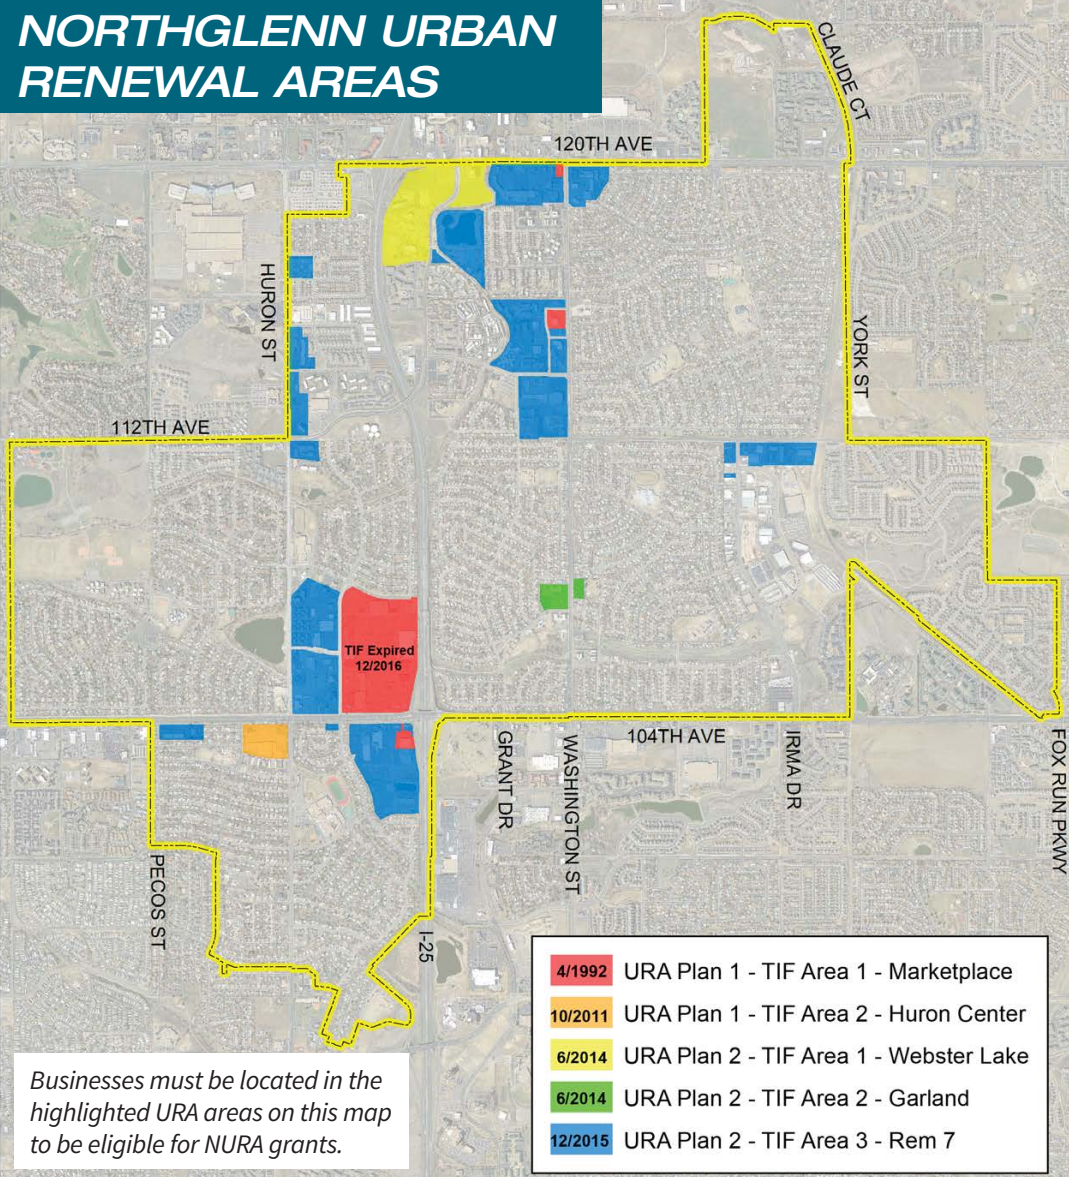 NORTHGLENN URBAN
RENEWAL AREAS
CLAUDE CT
120TH AVE
HURON ST
YORK ST
112TH AVE
TIF Expired
12/2016
104TH AVE
GRANT DR
WASHINGTON ST
IRMA DR
FOX RUN PKWY
PECOS ST
I-25
4/1992 URA Plan 1 - TIF Area 1 - Marketplace
10/2011 URA Plan 1 - TIF Area 2 - Huron Center
6/2014 URA Plan 2 - TIF Area 1 - Webster Lake
6/2014 URA Plan 2 - TIF Area 2 - Garland
12/2015 URA Plan 2 - TIF Area 3 - Rem 7
Businesses must be located in the
highlighted URA areas on this map
to be eligible for NURA grants.